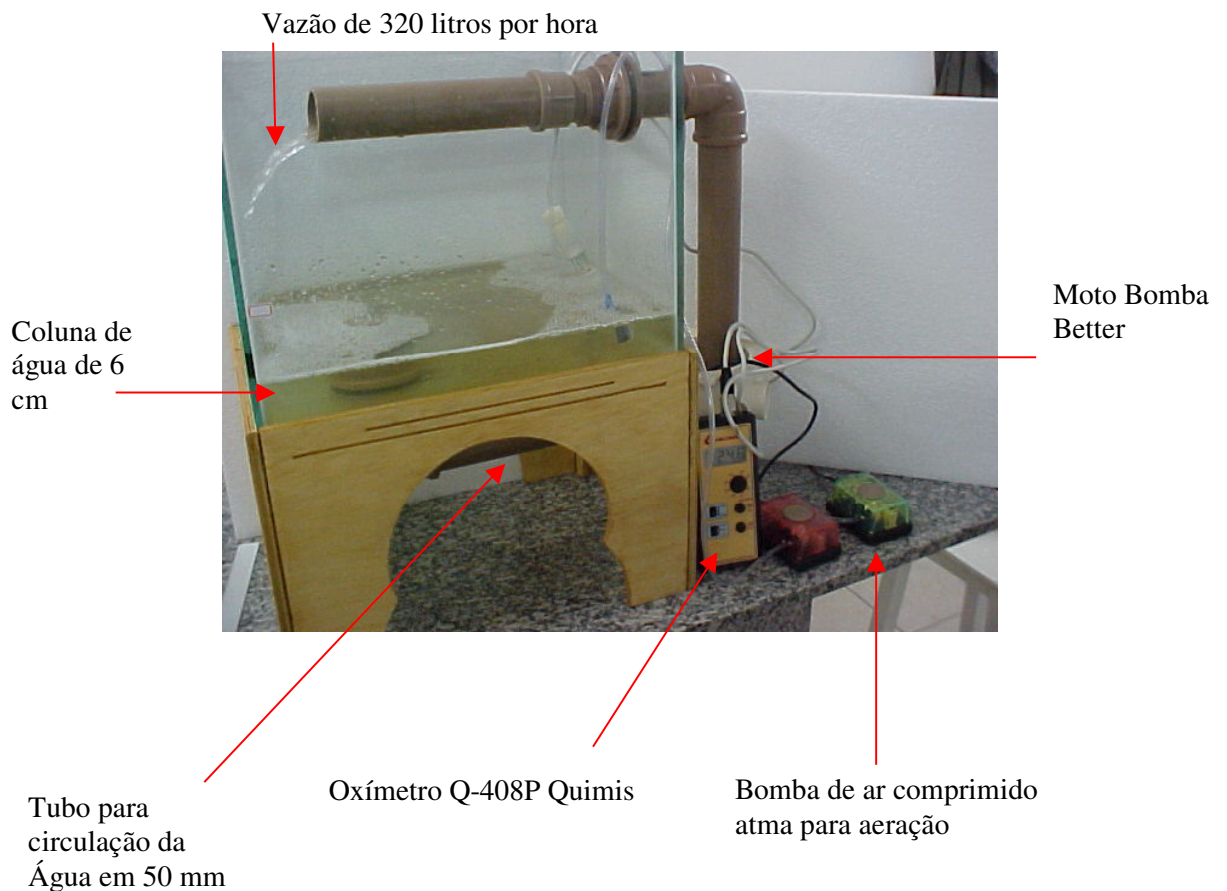 Vazão de 320 litros por hora
Coluna de
água de 6
cm
Moto Bomba
Better
Oxímetro Q-408P Quimis
Bomba de ar comprimido
atma para aeração
Tubo para
circulação da
Água em 50 mm